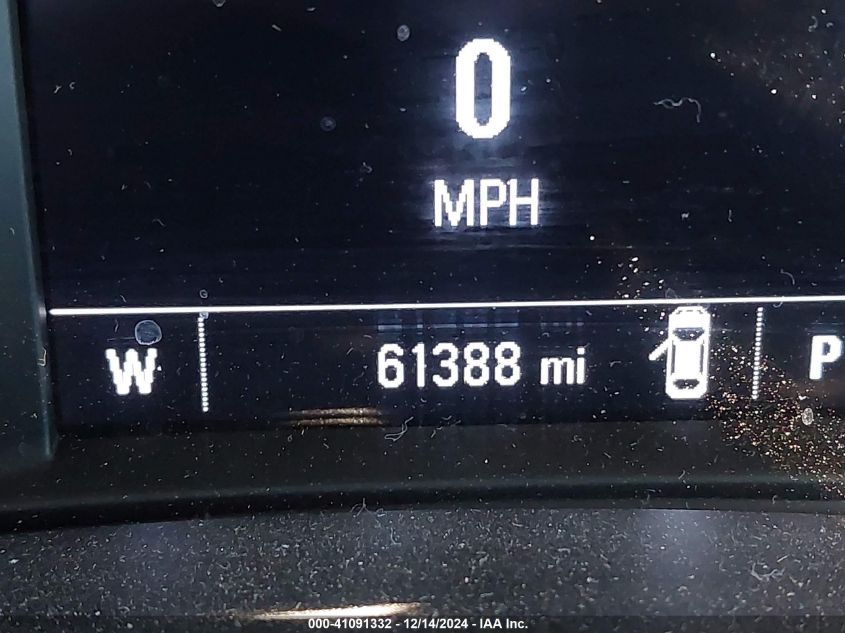 0
MPH
W 61388 mi P
000-41091332 - 12/14/2024 - IAA Inc.